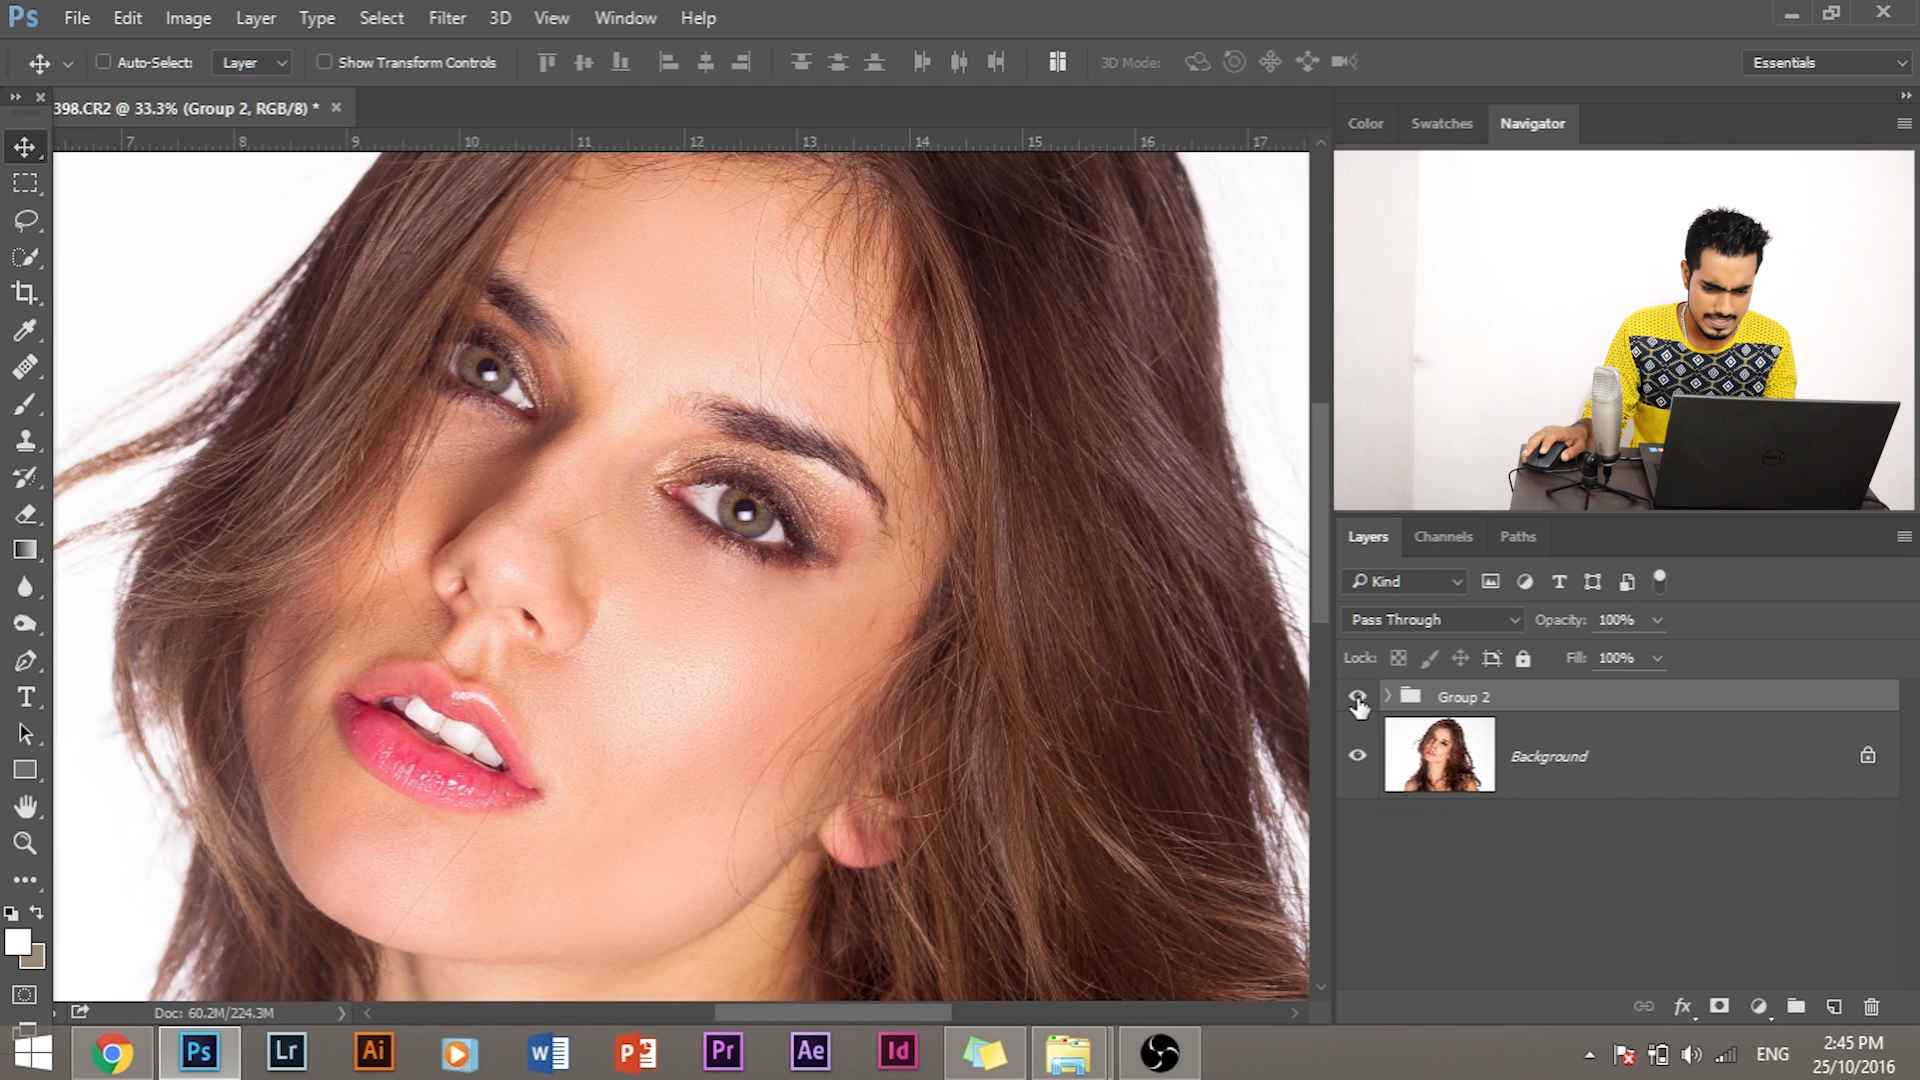 Ps File Edit Image Layer Type Select Filter 3D View Window Help
Auto-Select: Layer Show Transform Controls 3D Mode: Essentials
398.CR2 @ 33.3% (Group 2, RGB/8) * ×
Color Swatches Navigator
7 8 9 10 11 12 13 14 15 16 17
DELL
Layers Channels Paths
Kind
Pass Through Opacity: 100%
Lock: Fill: 100%
Group 2
Background
fx
Doc: 60.2M/224.3M
Ps Lr Ai W P Pr Ae Id ENG 2:45 PM
25/10/2016